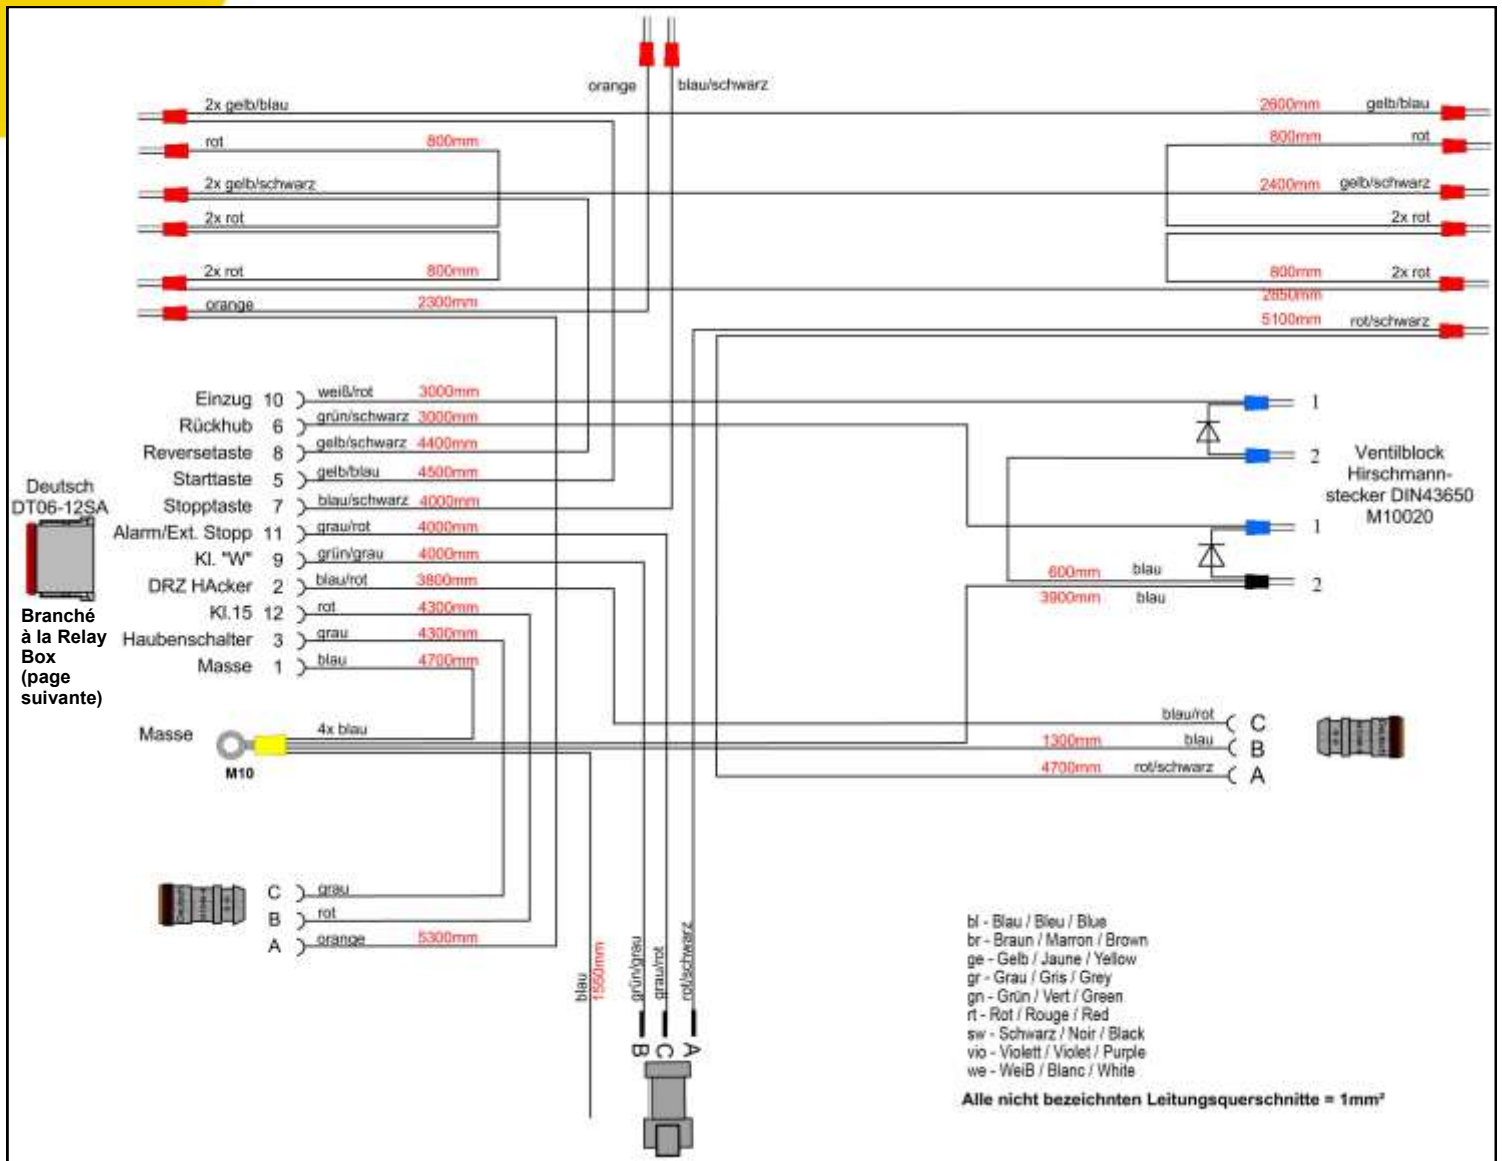 orange
blau/schwarz
2x gelb/blau
2600mm
gelb/blau
rot
800mm
800mm
rot
2x gelb/schwarz
2400mm
gelb/schwarz
2x rot
2x rot
2x rot
800mm
800mm
2x rot
orange
2300mm
2850mm
5100mm
rot/schwarz
Einzug 10 weiß/rot 3000mm
1
Rückhub 6 grün/schwarz 3000mm
Reversetaste 8 gelb/schwarz 4400mm
2
Starttaste 5 gelb/blau 4500mm
Stopptaste 7 blau/schwarz 4000mm
Alarm/Ext. Stopp 11 grau/rot 4000mm
1
Kl. "W" 9 grün/grau 4000mm
DRZ HAcker 2 blau/rot 3800mm
2
Kl.15 12 rot 4300mm
Haubenschalter 3 grau 4300mm
Masse 1 blau 4700mm
Ventilblock
Hirschmann-
stecker DIN43650
M10020
600mm
blau
3900mm
blau
Deutsch
DT06-12SA
Branché
à la Relay
Box
(page
suivante)
Masse
4x blau
M10
blau/rot C
1300mm
blau B
4700mm
rot/schwarz A
C grau
B rot
A orange 5300mm
blau
1550mm
grün/grau
grau/rot
rot/schwarz
B
C
A
bl - Blau / Bleu / Blue
br - Braun / Marron / Brown
ge - Gelb / Jaune / Yellow
gr - Grau / Gris / Grey
gn - Grün / Vert / Green
rt - Rot / Rouge / Red
sw - Schwarz / Noir / Black
vio - Violett / Violet / Purple
we - WeiB / Blanc / White
Alle nicht bezeichnten Leitungsquerschnitte = 1mm²